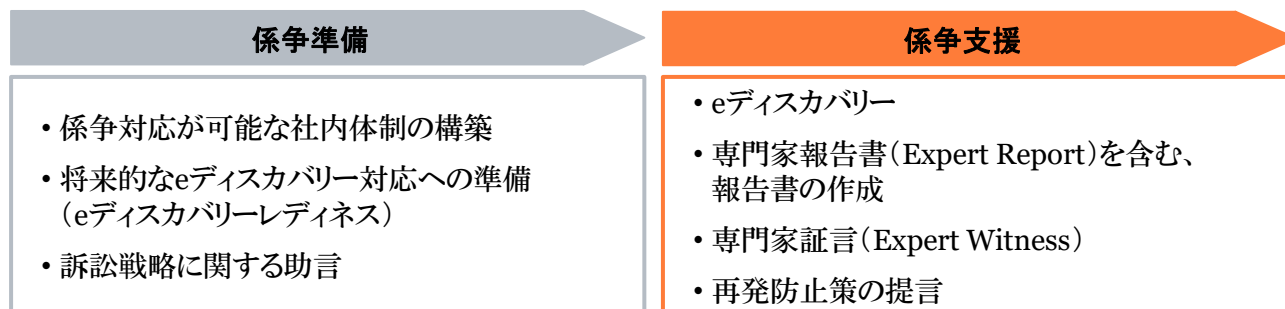 係争準備
・係争対応が可能な社内体制の構築
・将来的なeディスカバリー対応への準備
（eディスカバリーレディネス）
・訴訟戦略に関する助言
係争支援
・eディスカバリー
・専門家報告書（Expert Report）を含む、
報告書の作成
・専門家証言（Expert Witness）
・再発防止策の提言